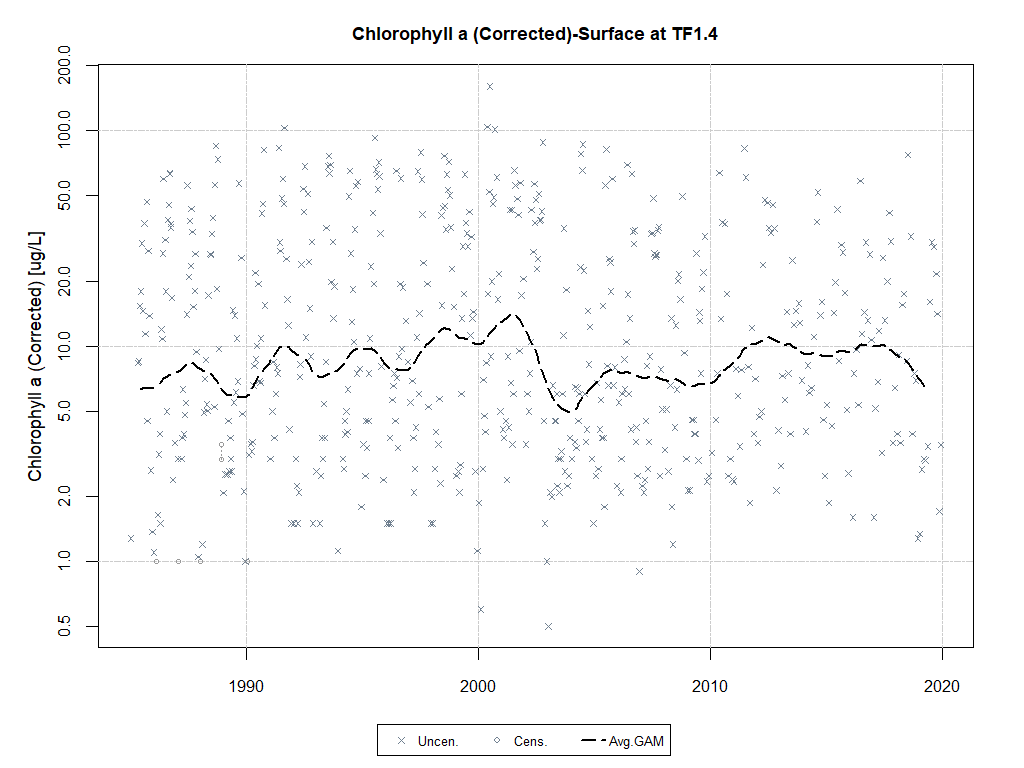 Chlorophyll a (Corrected)-Surface at TF1.4
Chlorophyll a (Corrected) [ug/L]
200.0
100.0
50.0
20.0
10.0
5.0
2.0
1.0
0.5
1990 2000 2010 2020
Uncen. Cens. Avg.GAM